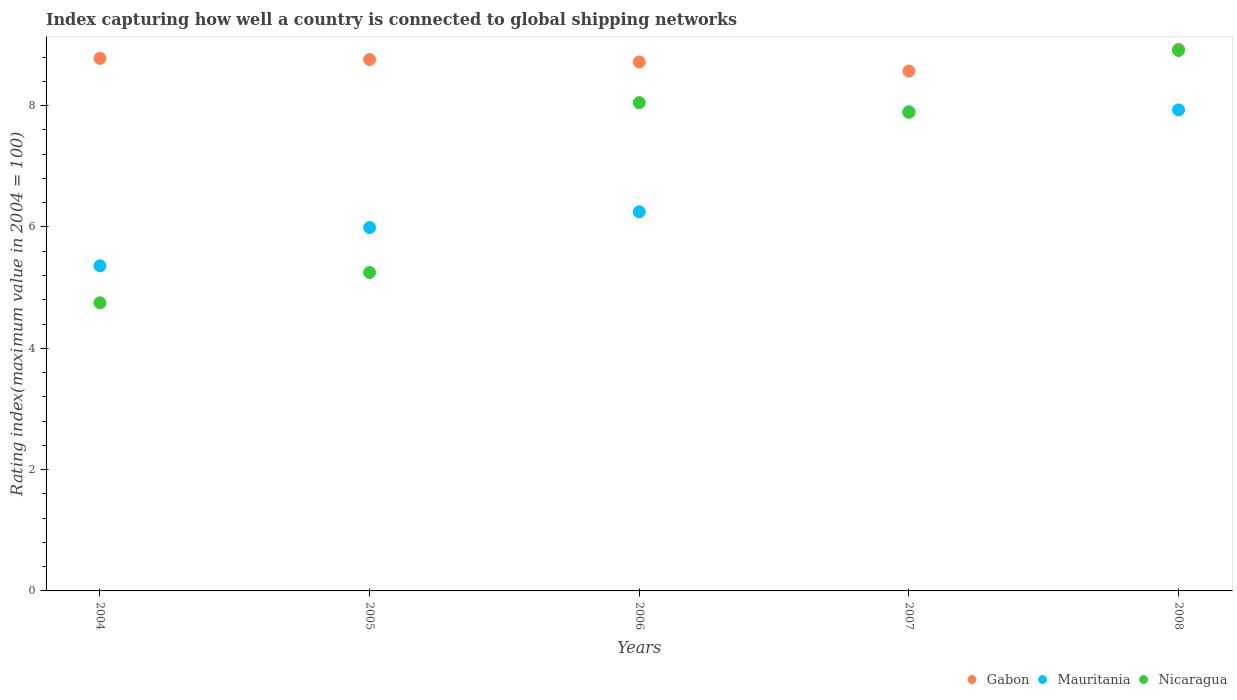 Index capturing how well a country is connected to global shipping networks
Rating index(maximum value in 2004 = 100)
8
6
4
2
0
2004
2005
2006
2007
2008
Years
Gabon
Mauritania
Nicaragua